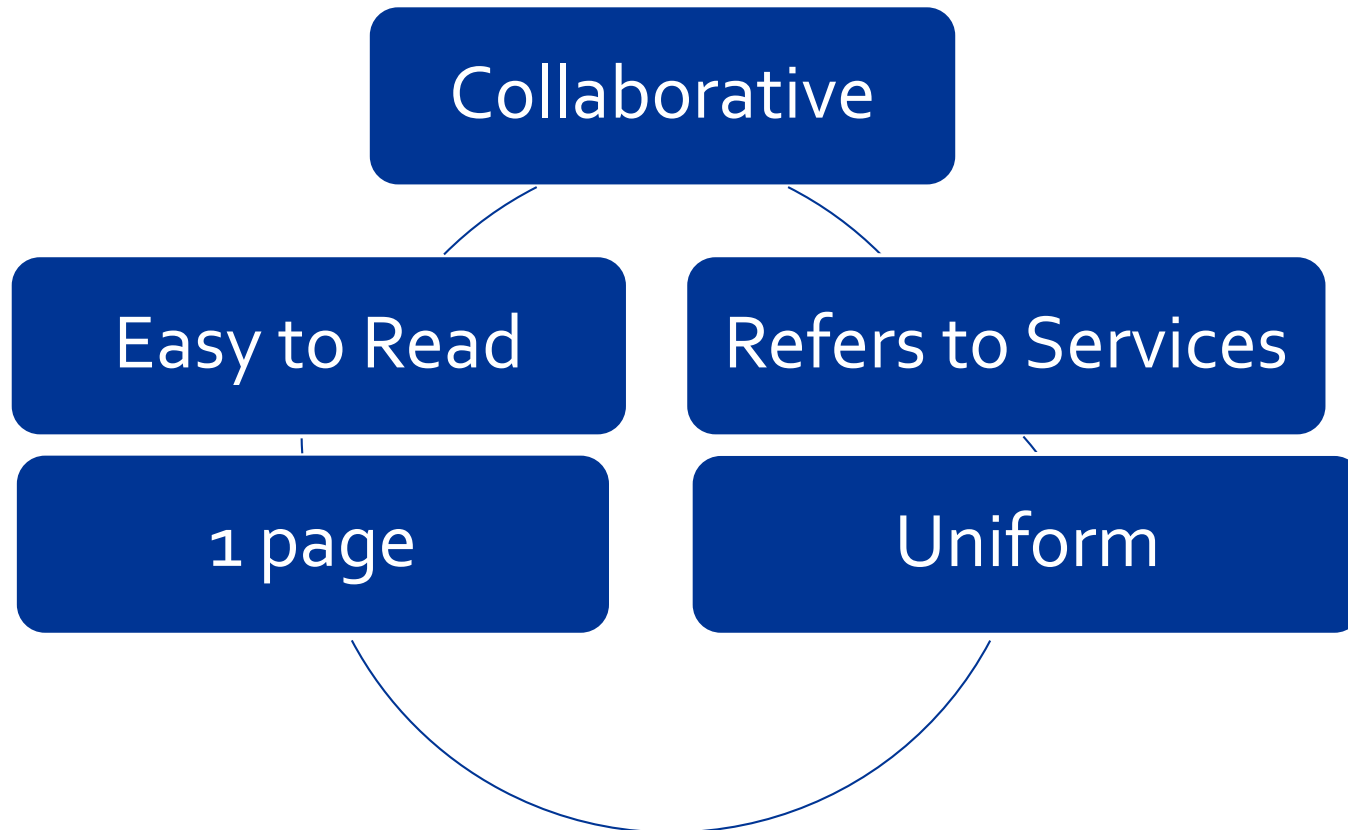 Collaborative
Easy to Read
Refers to Services
1 page
Uniform